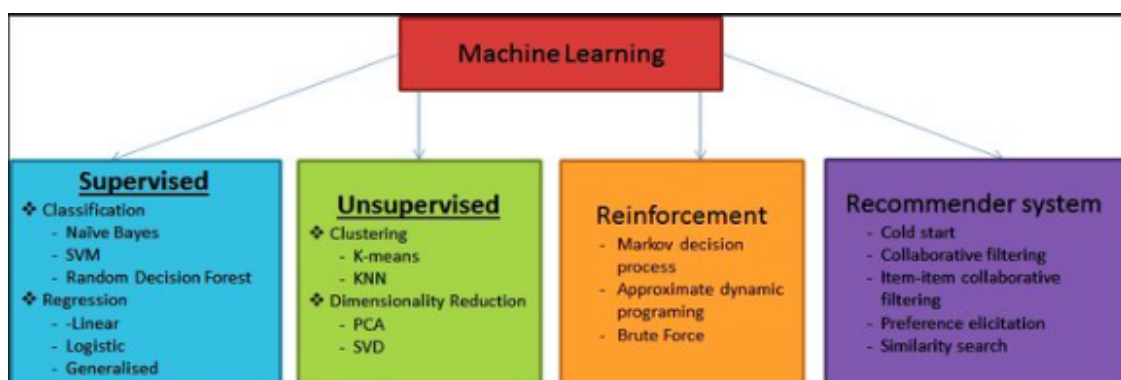 Machine Learning
Supervised
❖ Classification
- Naïve Bayes
- SVM
- Random Decision Forest
❖ Regression
- -Linear
- Logistic
- Generalised
Unsupervised
❖ Clustering
- K-means
- KNN
❖ Dimensionality Reduction
- PCA
- SVD
Reinforcement
- Markov decision
process
- Approximate dynamic
programing
- Brute Force
Recommender system
- Cold start
- Collaborative filtering
- Item-item collaborative
filtering
- Preference elicitation
- Similarity search